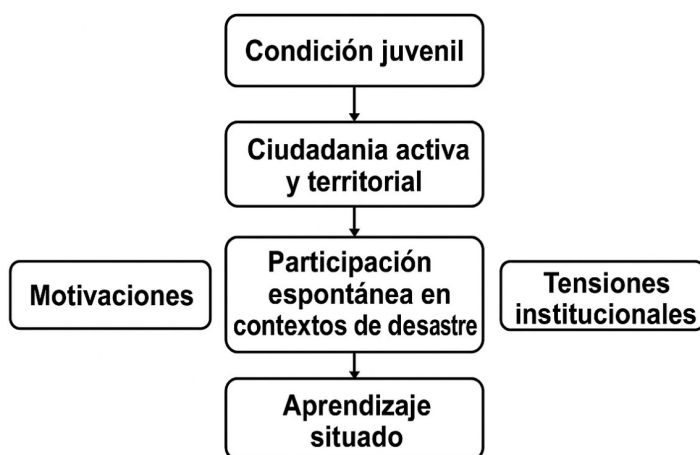 Condición juvenil
Ciudadania activa
y territorial
Motivaciones
Participación
espontánea en
contextos de desastre
Tensiones
institucionales
Aprendizaje
situado